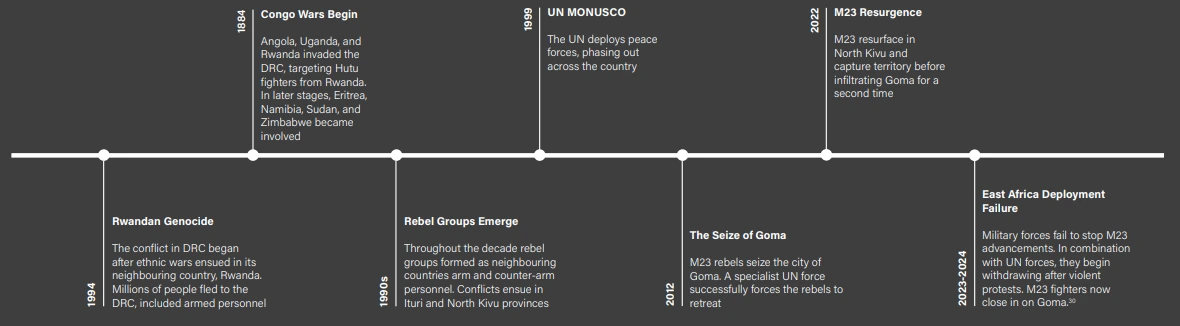 1884
Congo Wars Begin
Angola, Uganda, and
Rwanda invaded the
DRC, targeting Hutu
fighters from Rwanda.
In later stages, Eritrea,
Namibia, Sudan, and
Zimbabwe became
involved
1999
UN MONUSCO
The UN deploys peace
forces, phasing out
across the country
2022
M23 Resurgence
M23 resurface in
North Kivu and
capture territory before
infiltrating Goma for a
second time
1994
Rwandan Genocide
The conflict in DRC began
after ethnic wars ensued in its
neighbouring country, Rwanda.
Millions of people fled to the
DRC, included armed personnel
1990s
Rebel Groups Emerge
Throughout the decade rebel
groups formed as neighbouring
countries arm and counter-arm
personnel. Conflicts ensue in
Ituri and North Kivu provinces
2012
The Seize of Goma
M23 rebels seize the city of
Goma. A specialist UN force
successfully forces the rebels to
retreat
2023-2024
East Africa Deployment
Failure
Military forces fail to stop M23
advancements. In combination
with UN forces, they begin
withdrawing after violent
protests. M23 fighters now
close in on Goma.³⁰